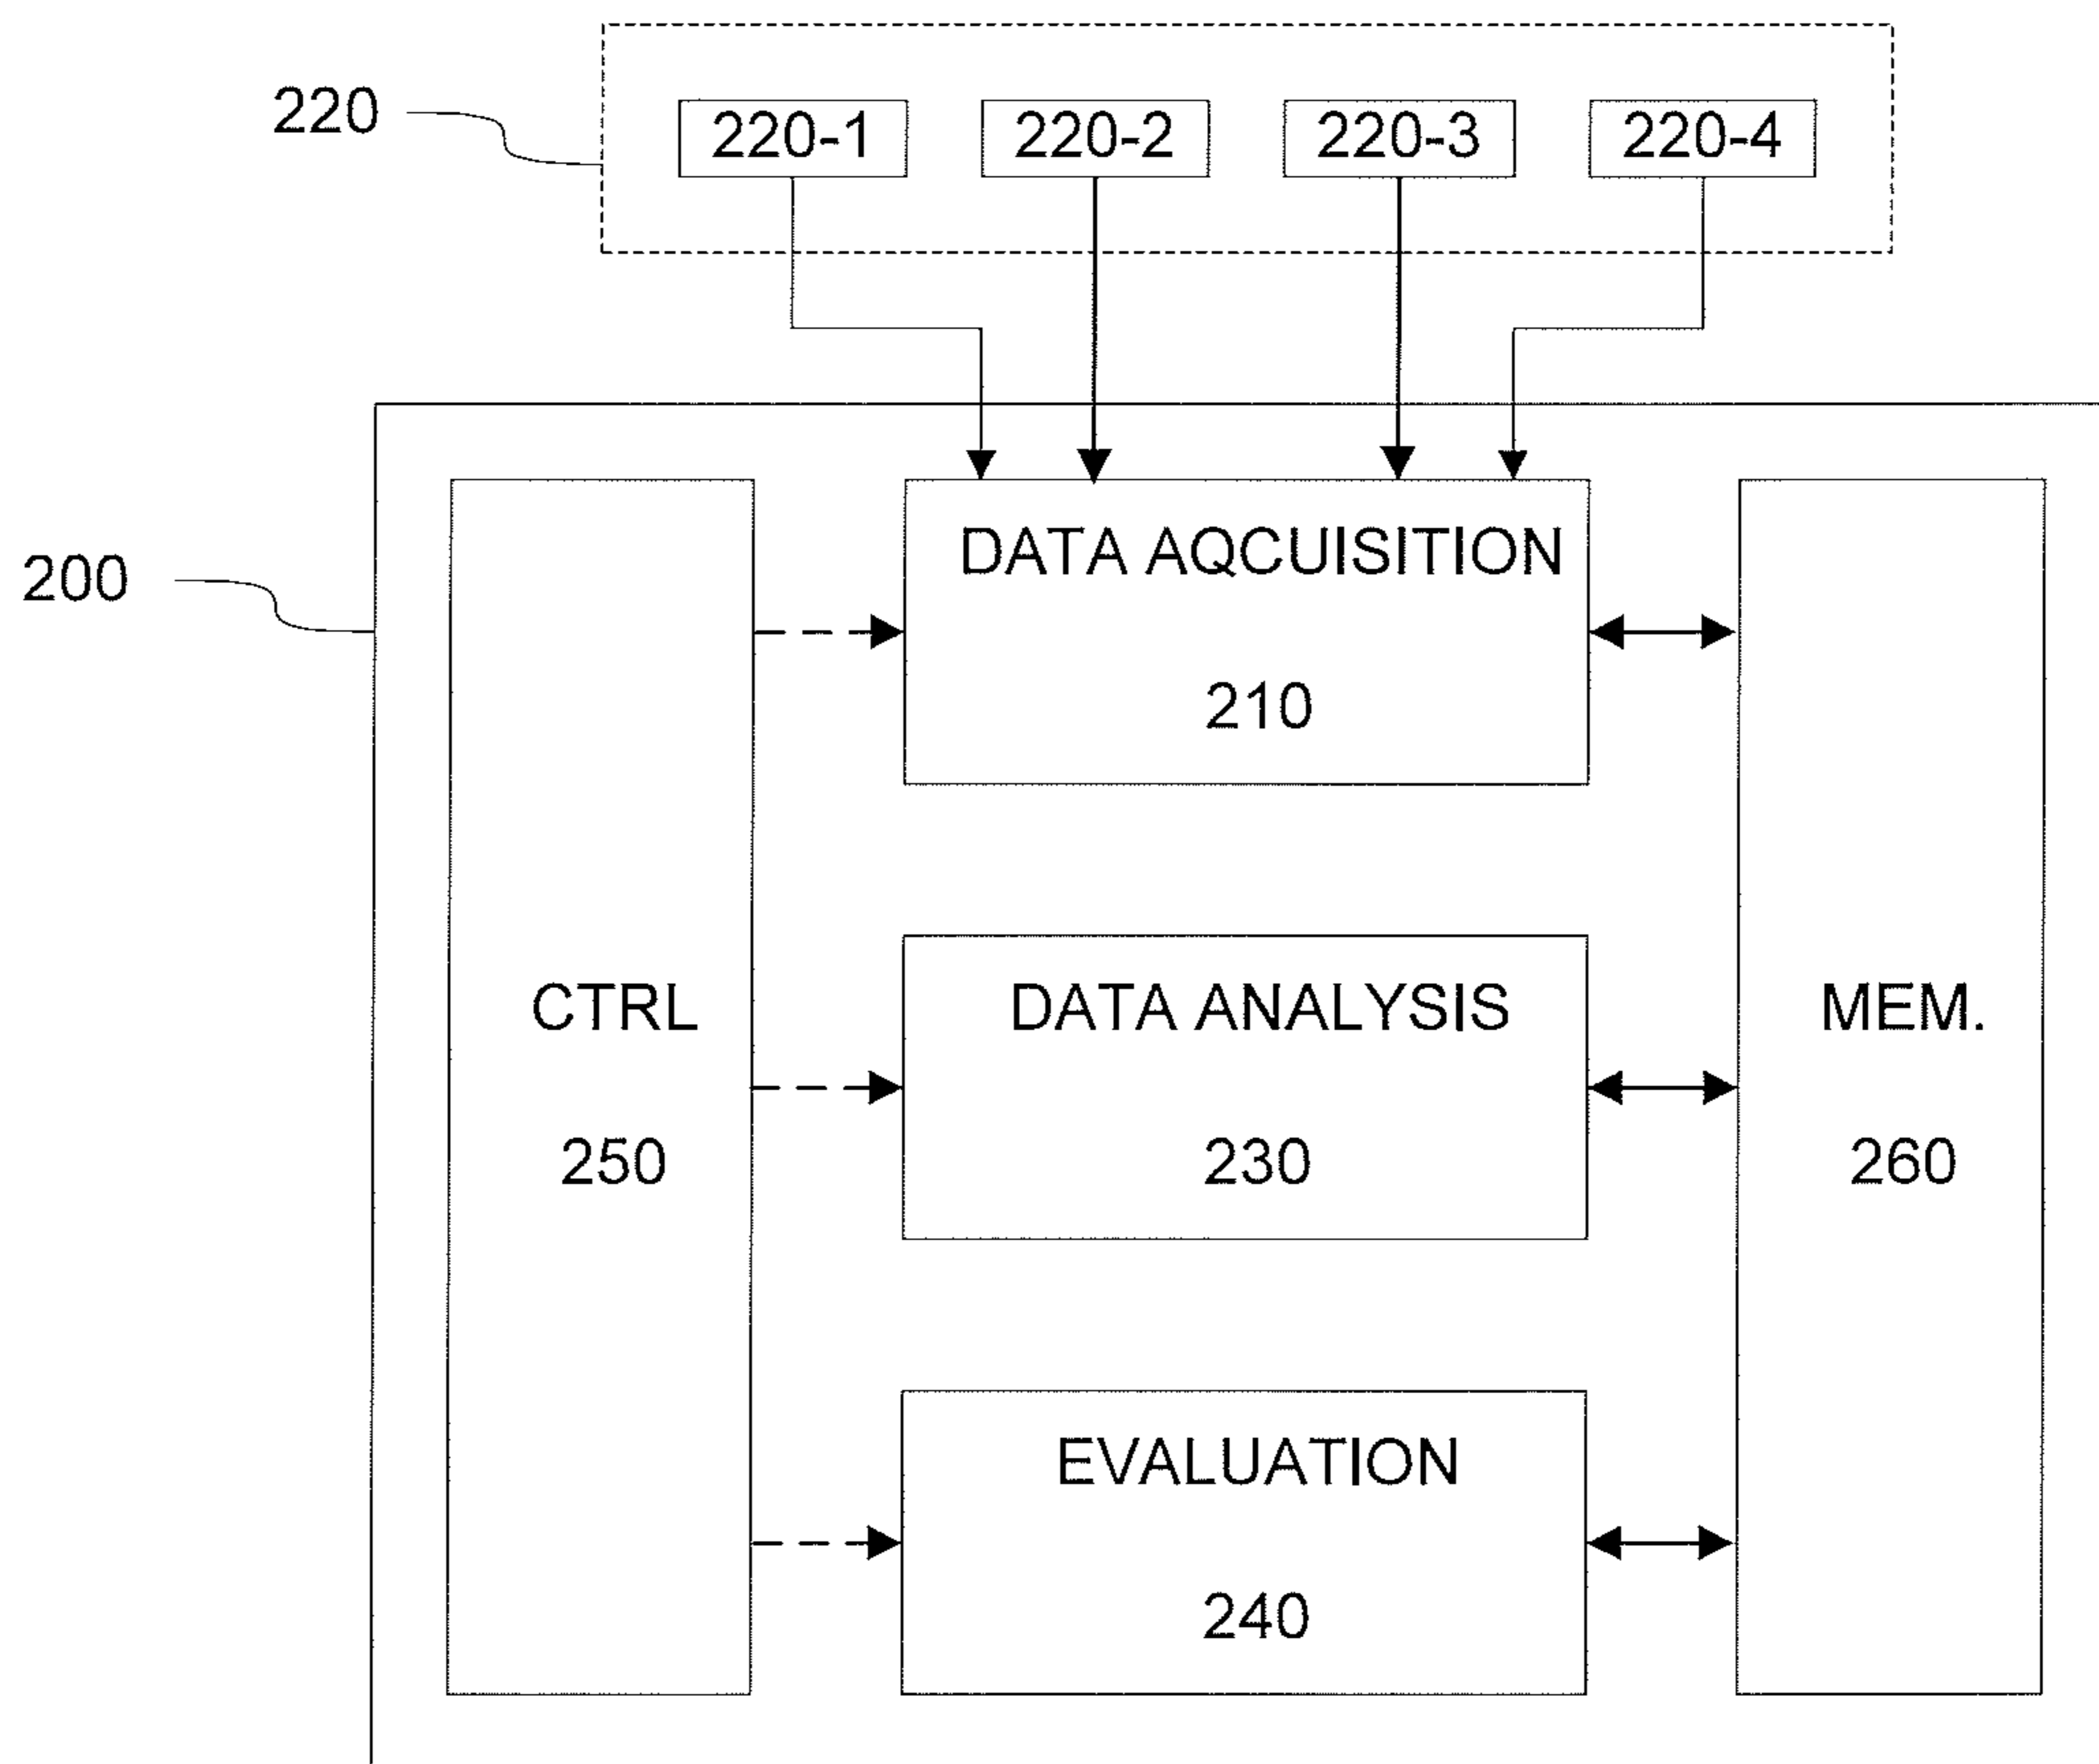 220
220-1
220-2
220-3
220-4
200
DATA AQCUISITION
210
CTRL
250
DATA ANALYSIS
230
MEM.
260
EVALUATION
240